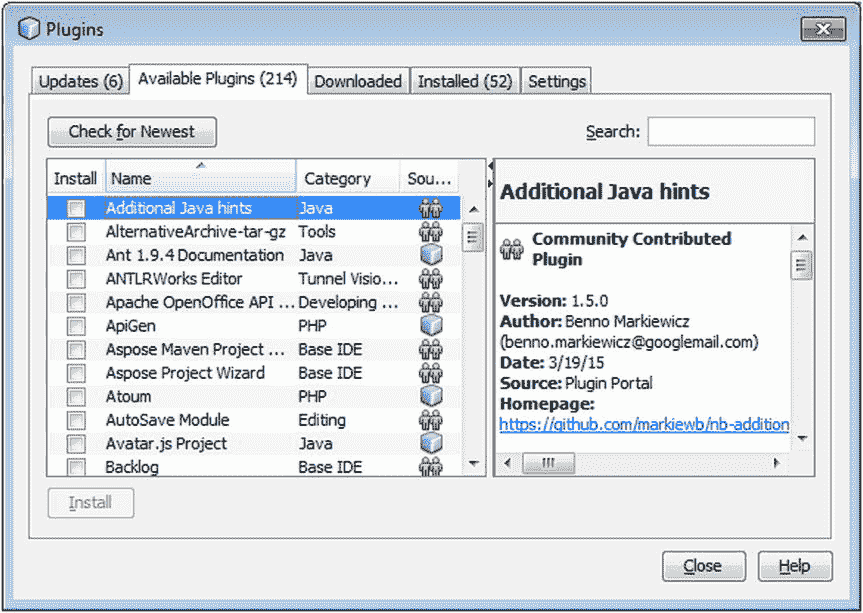 Plugins
Updates (6) Available Plugins (214) Downloaded Installed (52) Settings
Check for Newest Search:
Install Name Category Sou...
Additional Java hints Java
AlternativeArchive-tar-gz Tools
Ant 1.9.4 Documentation Java
ANTLRWorks Editor Tunnel Visio...
Apache OpenOffice API ... Developing ...
ApiGen PHP
Aspose Maven Project ... Base IDE
Aspose Project Wizard Base IDE
Atoum PHP
AutoSave Module Editing
Avatar.js Project Java
Backlog Base IDE
Additional Java hints
Community Contributed
Plugin
Version: 1.5.0
Author: Benno Markiewicz
(benno.markiewicz@googlemail.com)
Date: 3/19/15
Source: Plugin Portal
Homepage:
https://github.com/markiewb/nb-addition
Install
Close Help